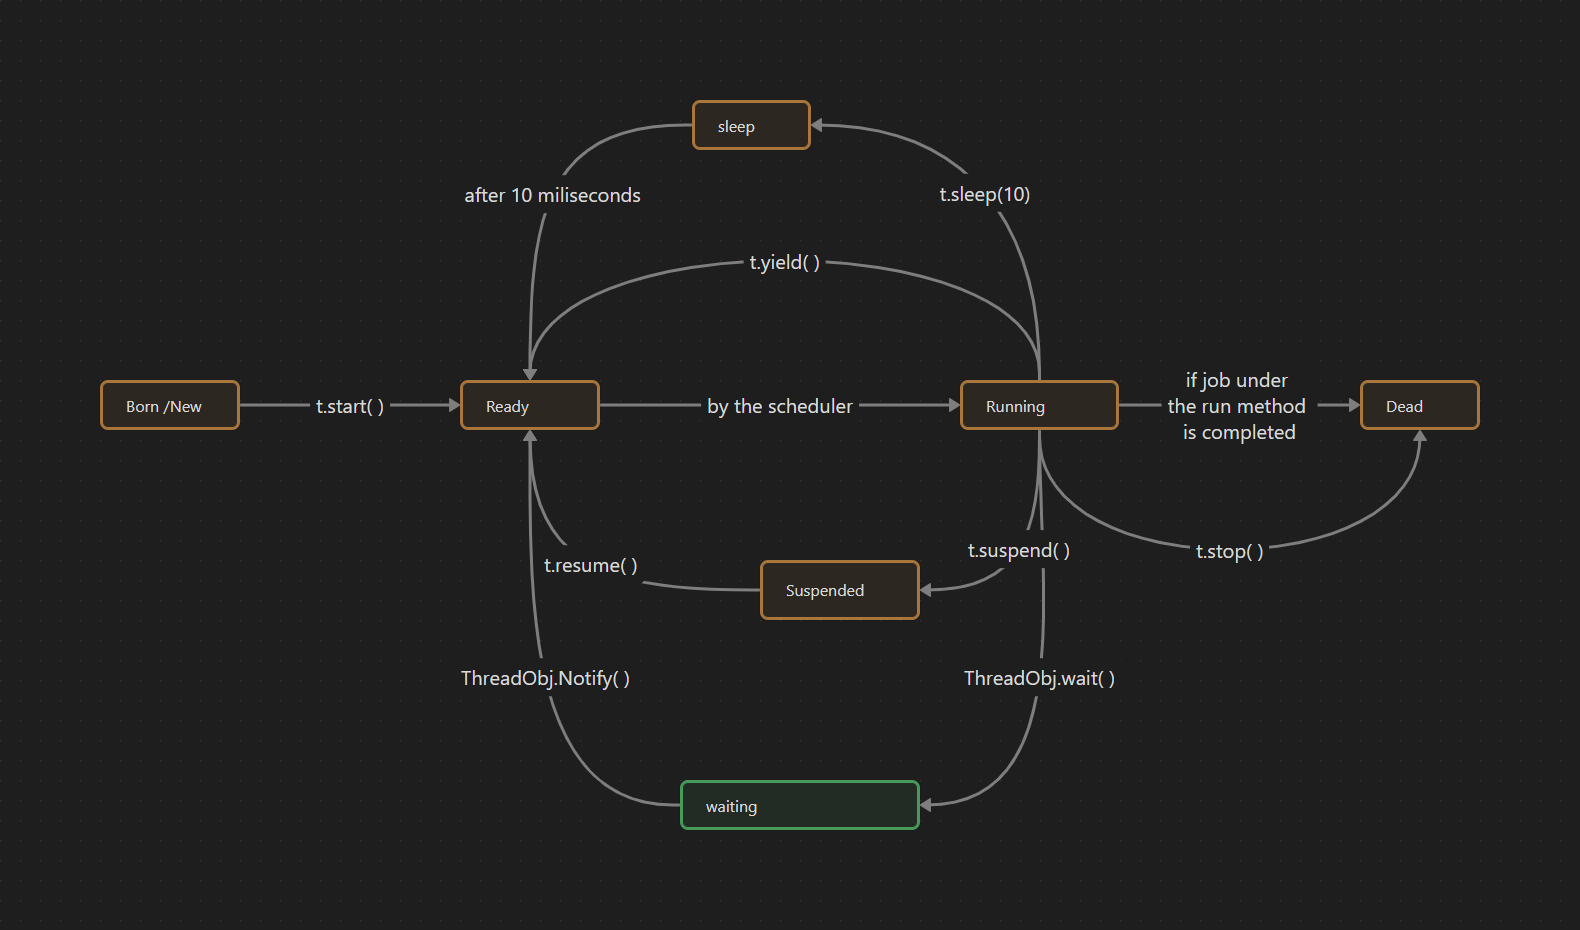 sleep
after 10 miliseconds
t.sleep(10)
t.yield( )
Born /New
t.start( )
Ready
by the scheduler
Running
if job under
the run method
is completed
Dead
t.suspend( )
t.stop( )
t.resume( )
Suspended
ThreadObj.Notify( )
ThreadObj.wait( )
waiting